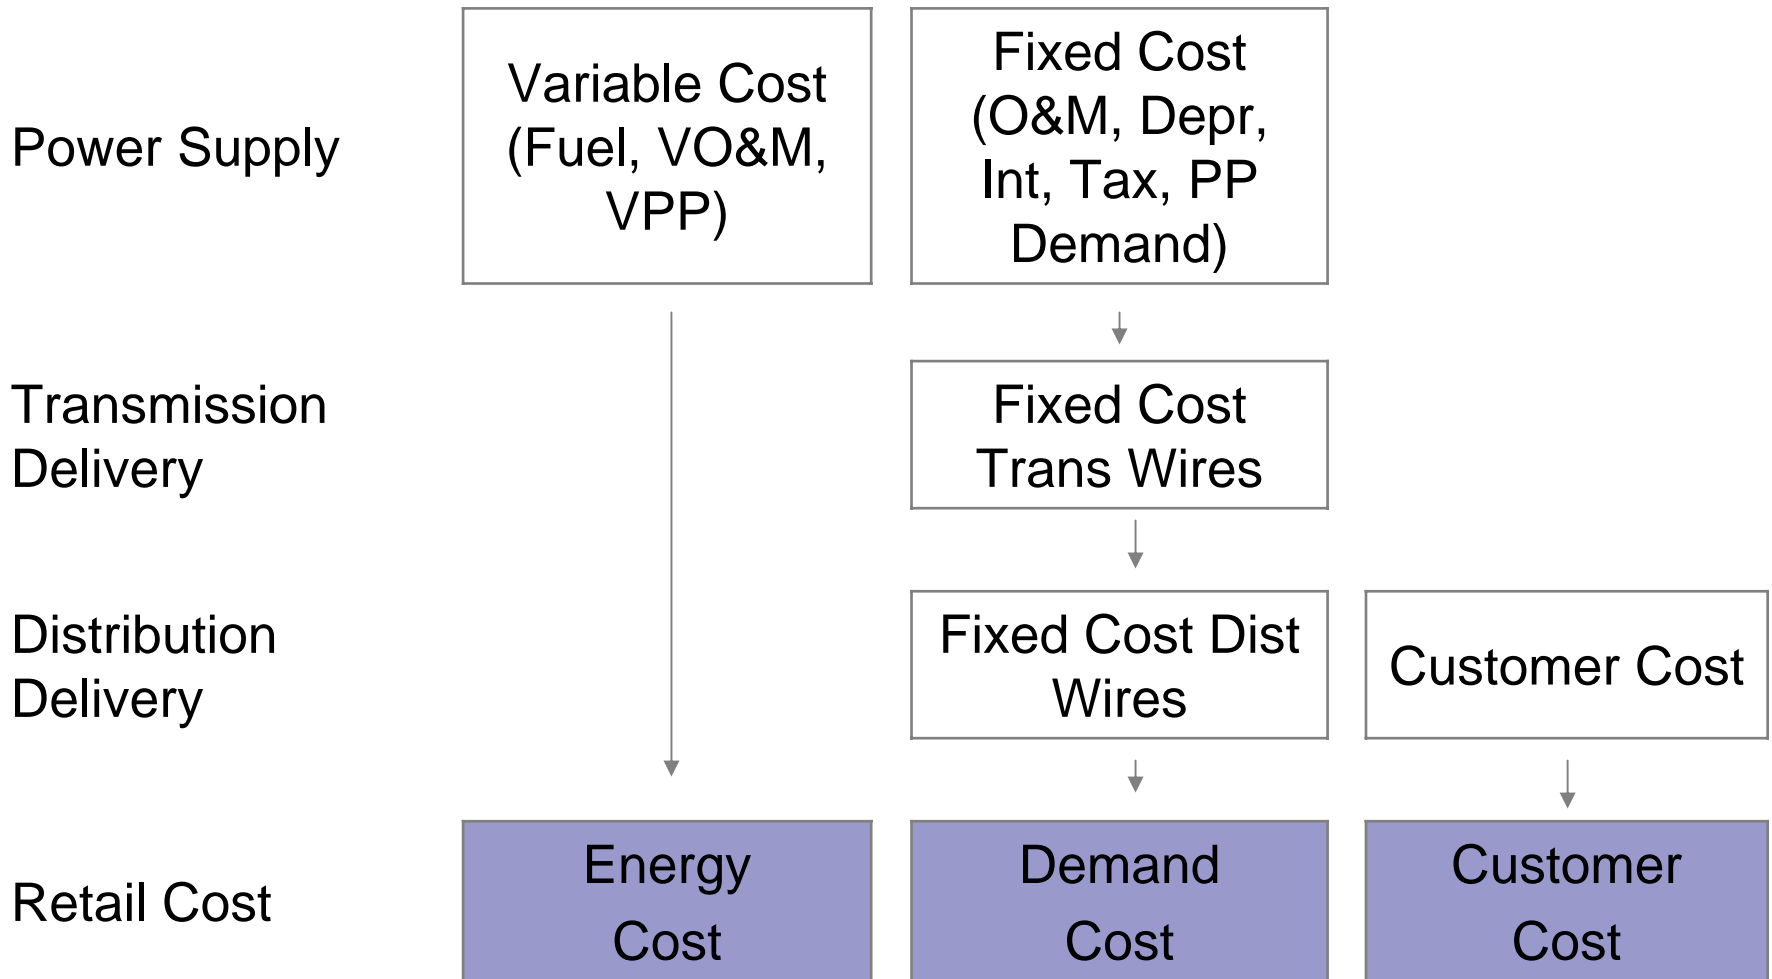 Power Supply
Variable Cost
(Fuel, VO&M,
VPP)
Fixed Cost
(O&M, Depr,
Int, Tax, PP
Demand)
Transmission
Delivery
Fixed Cost
Trans Wires
Distribution
Delivery
Fixed Cost Dist
Wires
Customer Cost
Retail Cost
Energy
Cost
Demand
Cost
Customer
Cost